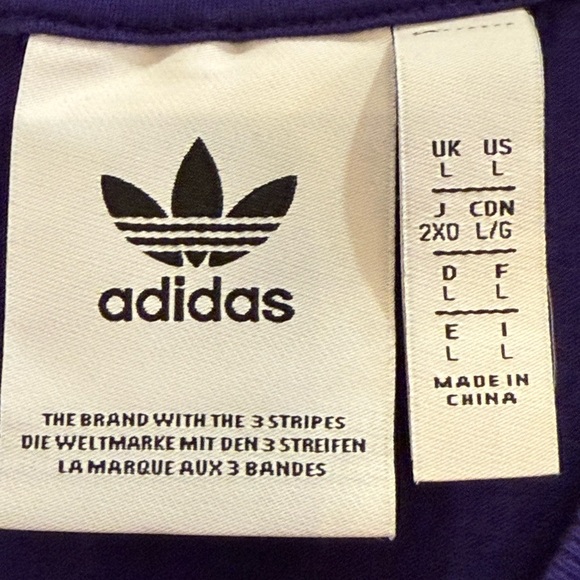 adidas
THE BRAND WITH THE 3 STRIPES
DIE WELTMARKE MIT DEN 3 STREIFEN
LA MARQUE AUX 3 BANDES
UK US
L L
J CDN
2XO L/G
D F
L L
E I
L L
MADE IN
CHINA